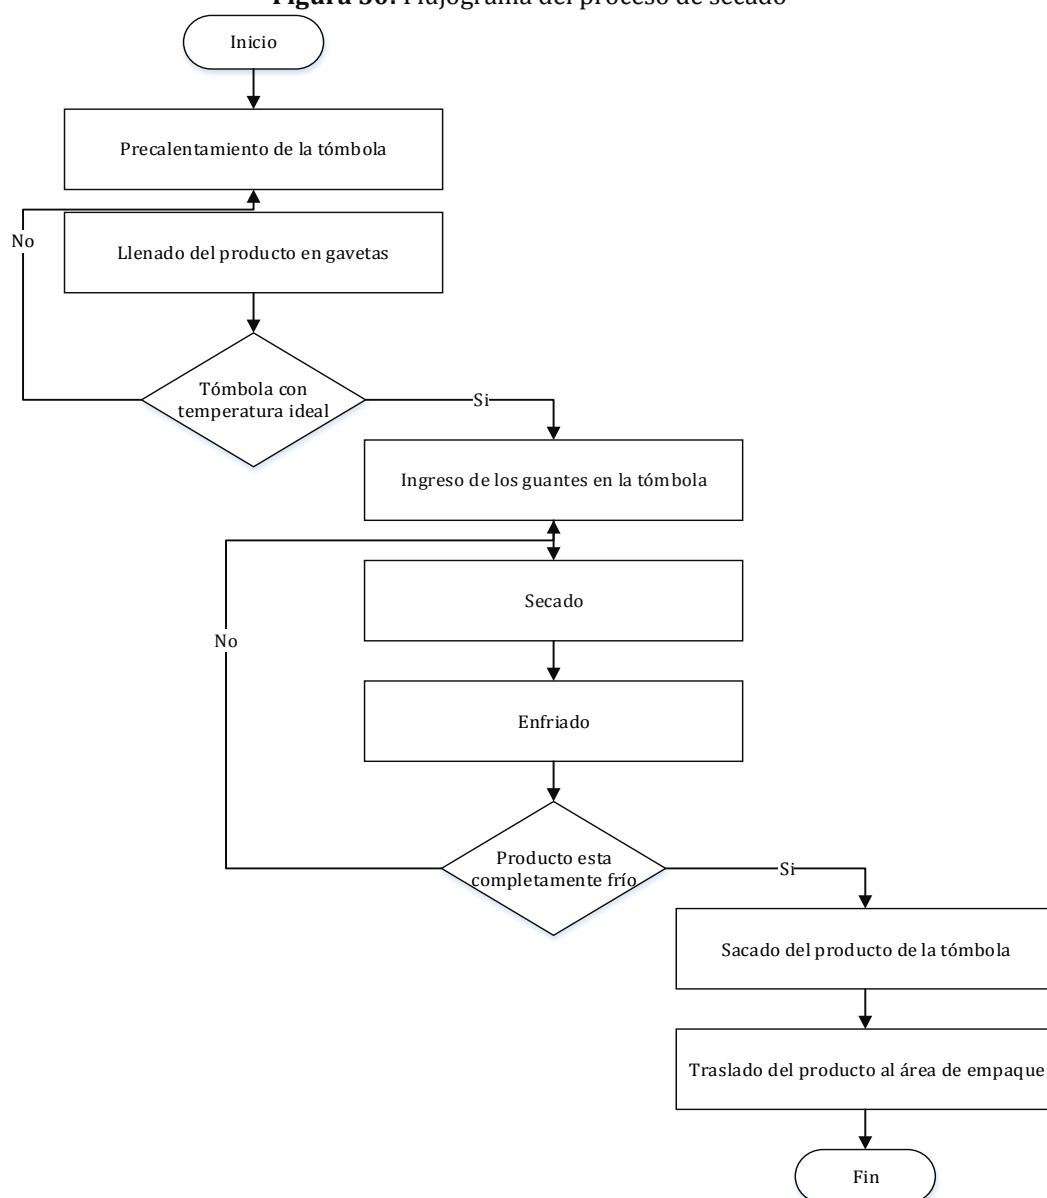 Figura 30. Flujograma del proceso de secado
Inicio
Precalentamiento de la tómbola
No
Llenado del producto en gavetas
Tómbola con
temperatura ideal
Si
Ingreso de los guantes en la tómbola
Secado
No
Enfriado
Producto esta
completamente frío
Si
Sacado del producto de la tómbola
Traslado del producto al área de empaque
Fin